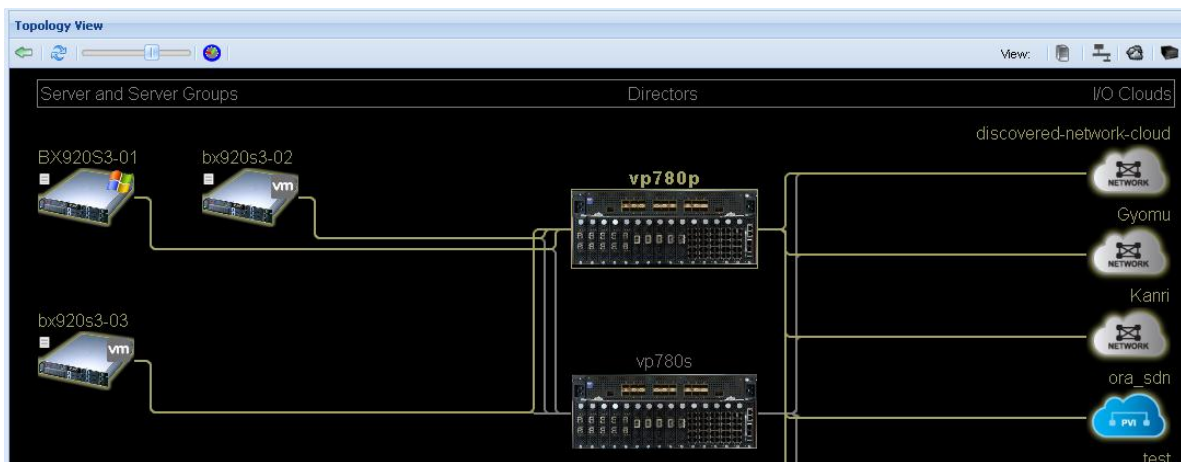 Topology View
View:
Server and Server Groups
Directors
I/O Clouds
discovered-network-cloud
BX920S3-01
bx920s3-02
vm
vp780p
NETWORK
Gyomu
NETWORK
Kanri
bx920s3-03
vm
NETWORK
vp780s
ora_sdn
PVI
test